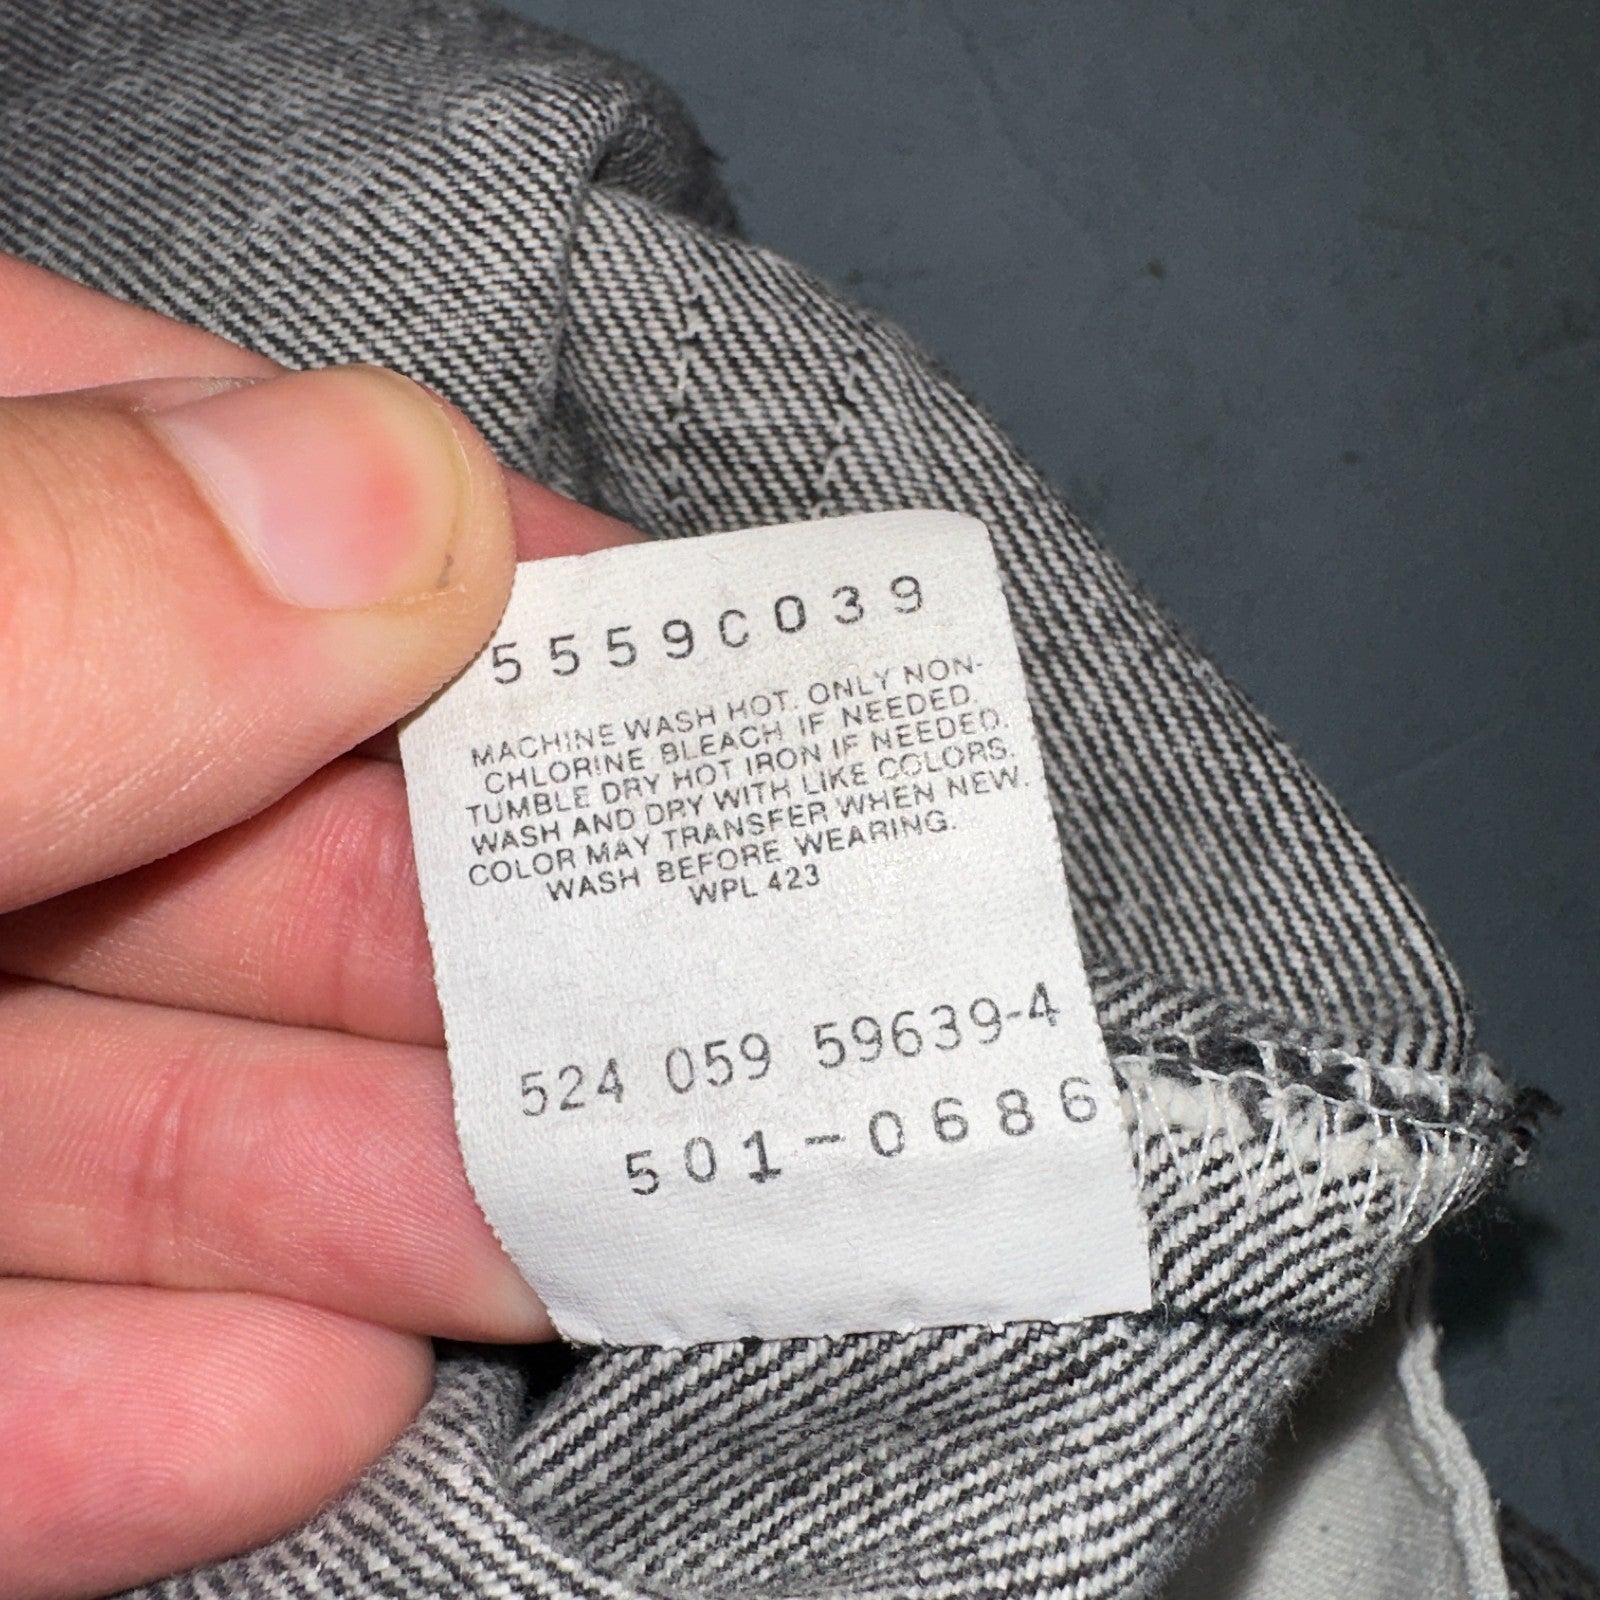 5559C039
MACHINE WASH HOT. ONLY NON-
CHLORINE BLEACH IF NEEDED.
TUMBLE DRY HOT IRON IF NEEDED.
WASH AND DRY WITH LIKE COLORS.
COLOR MAY TRANSFER WHEN NEW.
WASH BEFORE WEARING.
WPL 423
524 059 59639-4
501-0686